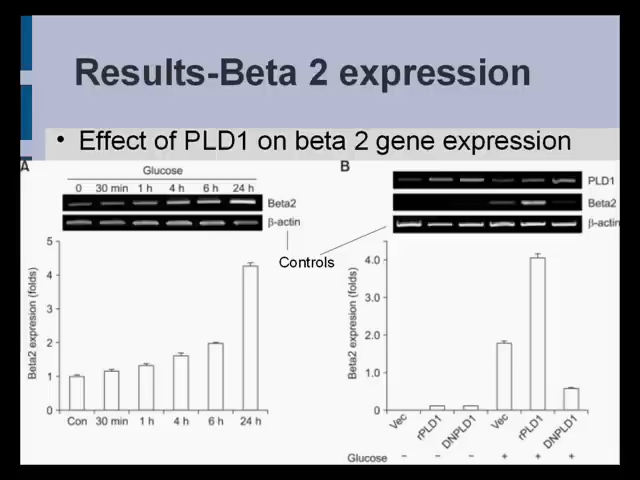 Results-Beta 2 expression
• Effect of PLD1 on beta 2 gene expression
A
Glucose
0 30 min 1 h 4 h 6 h 24 h
Beta2
β-actin
Beta2 expresion (folds)
5
4
3
2
1
0
Con 30 min 1 h 4 h 6 h 24 h
Controls
B
PLD1
Beta2
β-actin
Beta2 expresion (folds)
4.0
3.0
2.0
1.0
0
Vec rPLD1 DNPLD1 Vec rPLD1 DNPLD1
Glucose − − − + + +